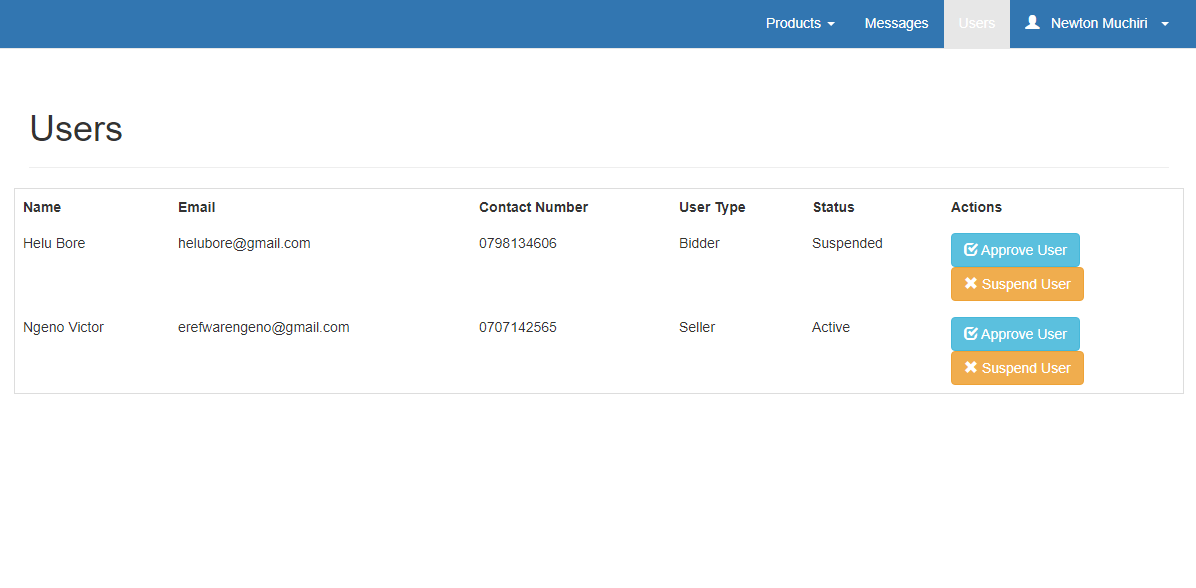 Products Messages Users Newton Muchiri
Users
Name Email Contact Number User Type Status Actions
Helu Bore helubore@gmail.com 0798134606 Bidder Suspended Approve User
Suspend User
Ngeno Victor erefwarengeno@gmail.com 0707142565 Seller Active Approve User
Suspend User